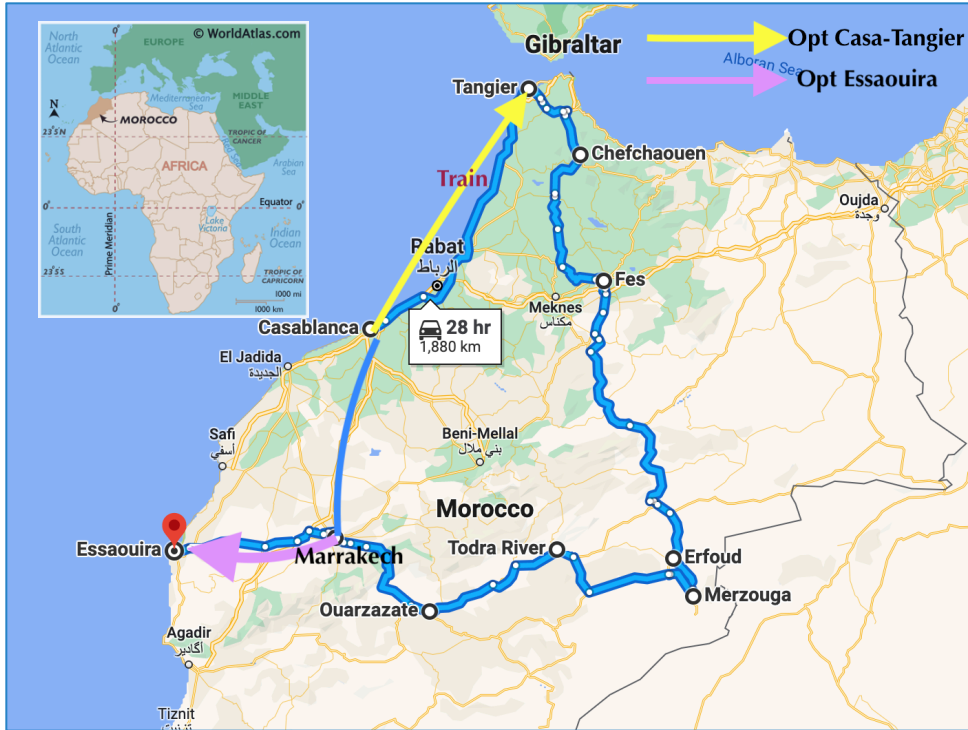 © WorldAtlas.com
North
Atlantic
Ocean
EUROPE
Mediterranean
Sea
MIDDLE
EAST
N
23°5N
MOROCCO
TROPIC OF
CANCER
AFRICA
Arabian
Sea
0°
Equator
0°
Lake
Victoria
South
Atlantic
Ocean
Prime Meridian
Indian
Ocean
23°5S
TROPIC OF
CAPRICORN
1000 mi
1000 km
Gibraltar
Opt Casa-Tangier
Alboran Sea
Opt Essaouira
Tangier
Chefchaouen
Train
Oujda
وجدة
Rabat
الرباط
Fes
Meknes
مكناس
Casablanca
28 hr
1,880 km
El Jadida
الجديدة
Safi
آسفي
Beni-Mellal
بني ملال
Morocco
Essaouira
Marrakech
Todra River
Erfoud
Merzouga
Ouarzazate
Agadir
أڭادير
Tiznit